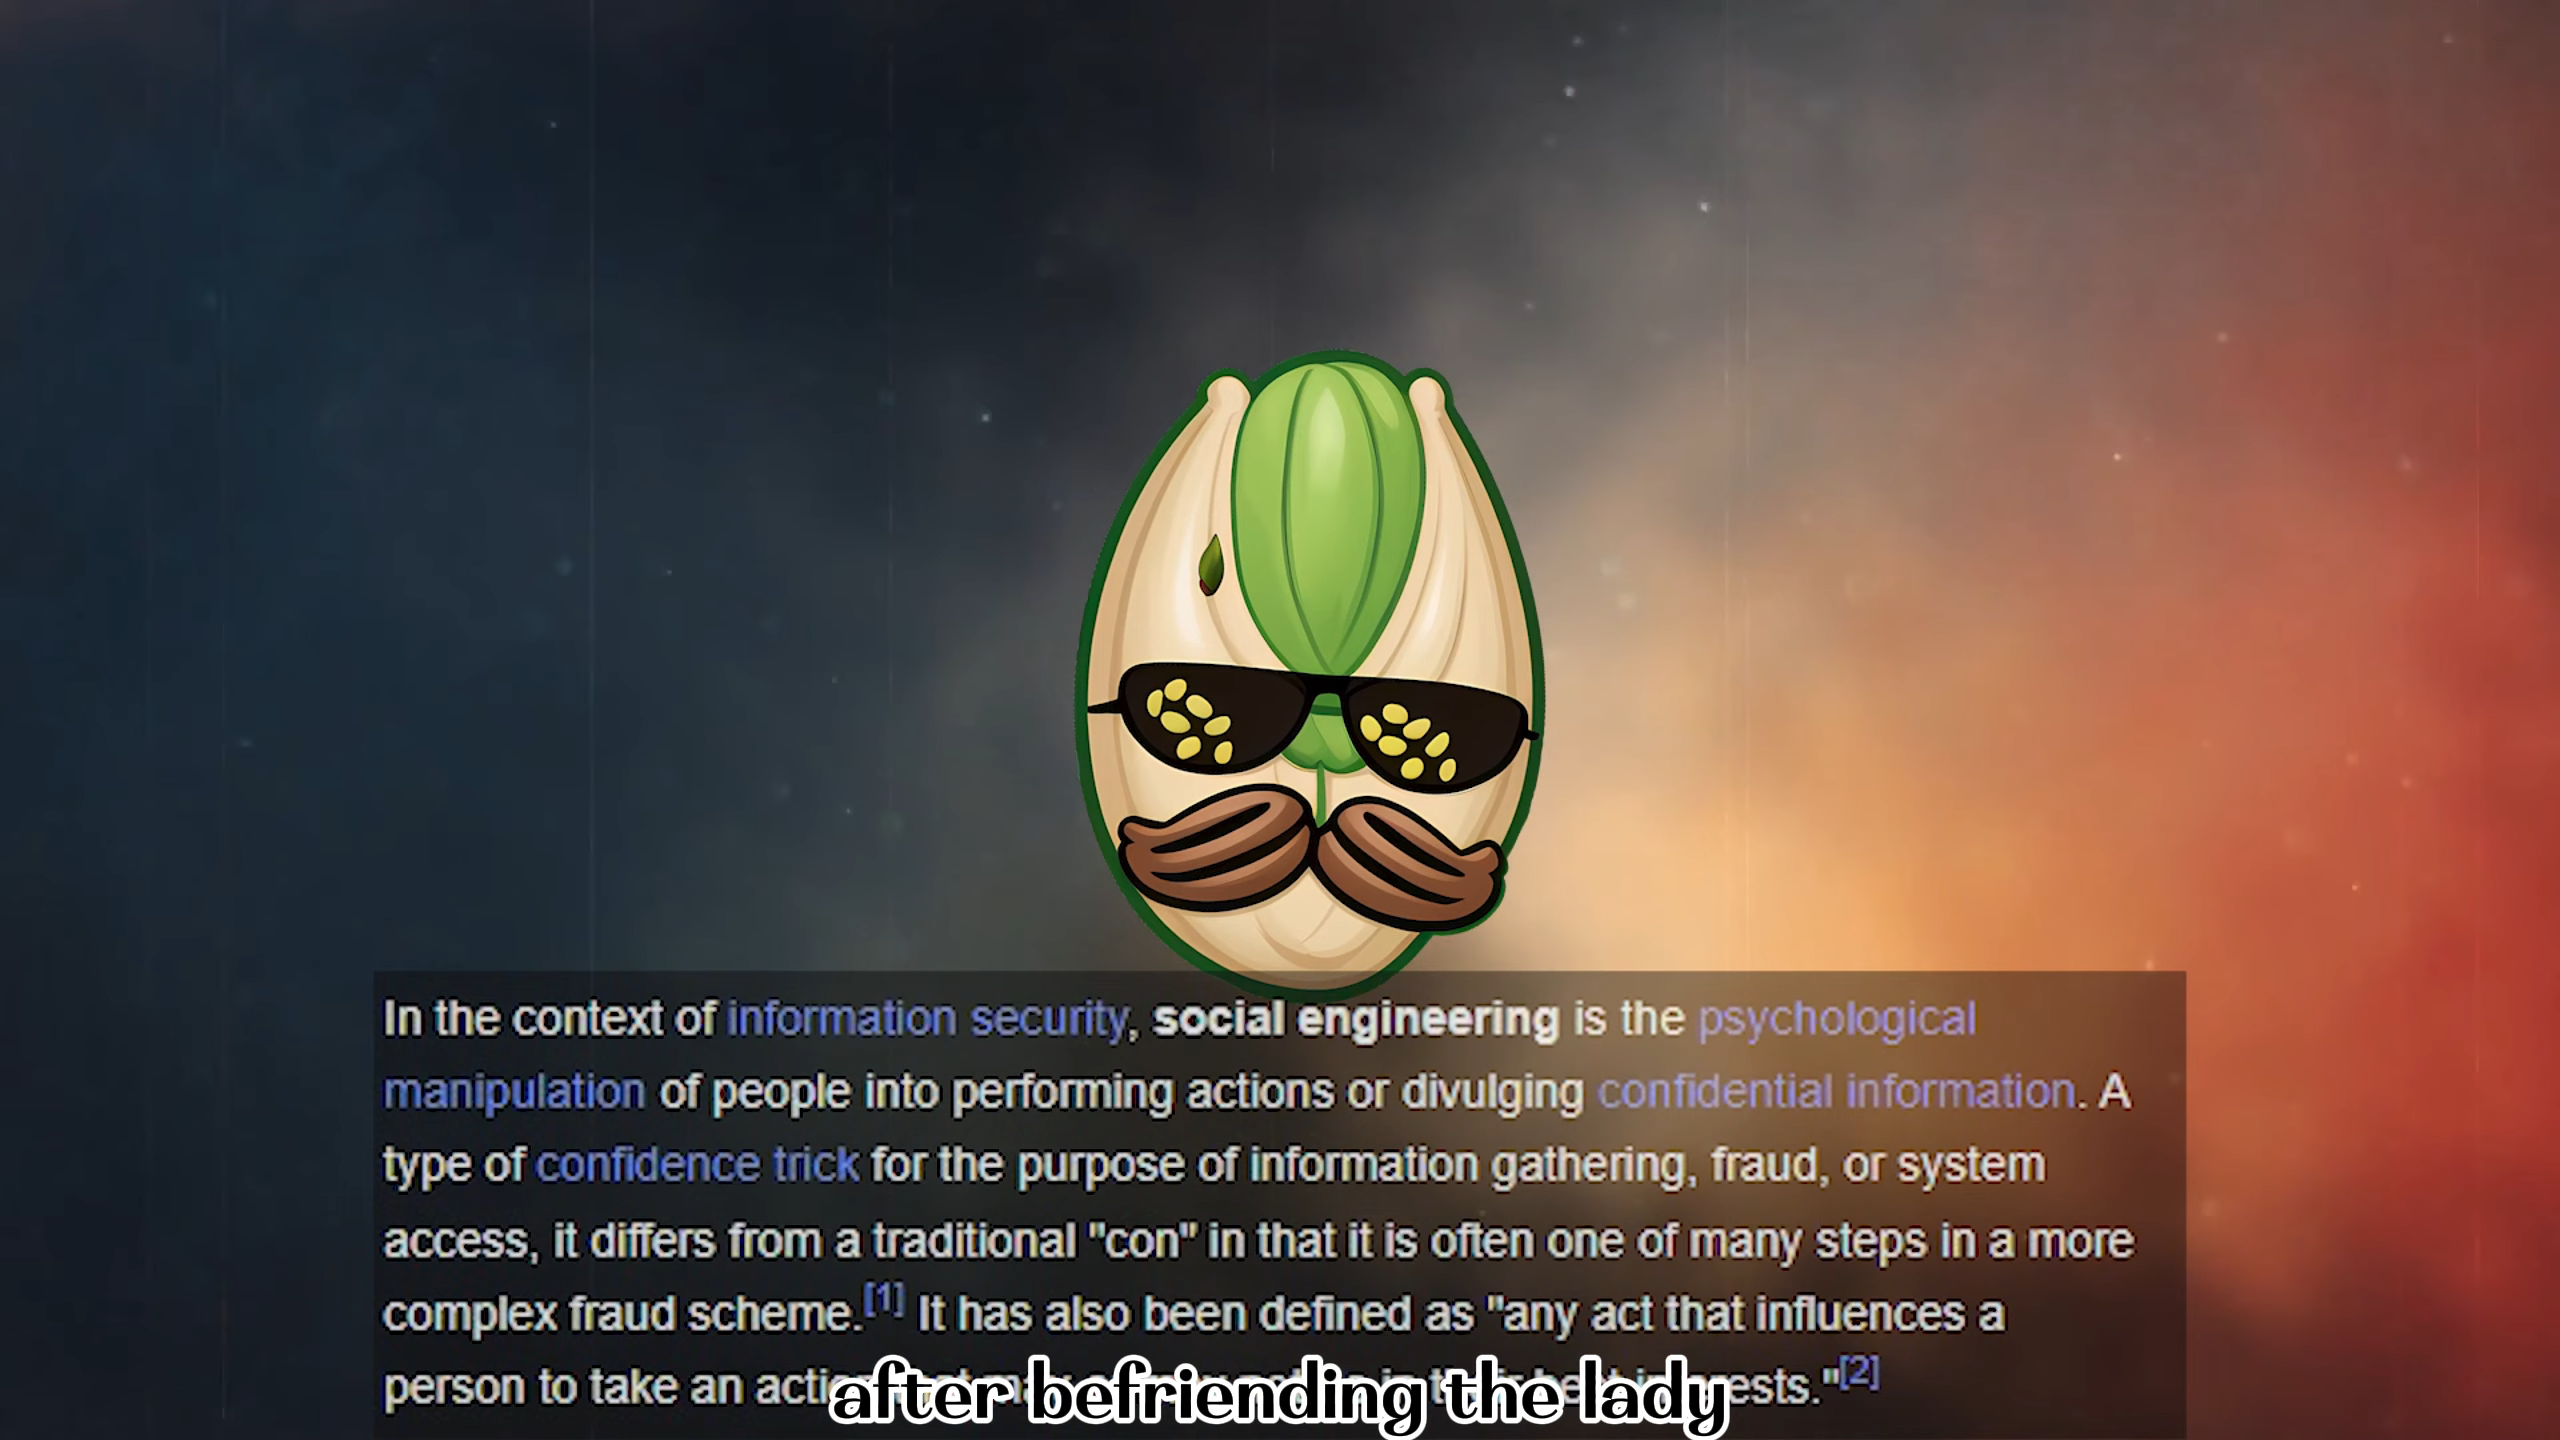 In the context of information security, social engineering is the psychological
manipulation of people into performing actions or divulging confidential information. A
type of confidence trick for the purpose of information gathering, fraud, or system
access, it differs from a traditional "con" in that it is often one of many steps in a more
complex fraud scheme.[1] It has also been defined as "any act that influences a
person to take an interests."[2]
after befriending the lady